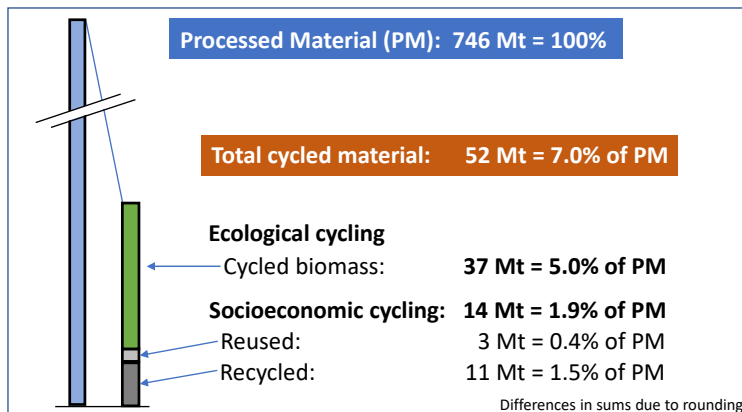 Processed Material (PM): 746 Mt = 100%
Total cycled material: 52 Mt = 7.0% of PM
Ecological cycling
Cycled biomass: 37 Mt = 5.0% of PM
Socioeconomic cycling: 14 Mt = 1.9% of PM
Reused: 3 Mt = 0.4% of PM
Recycled: 11 Mt = 1.5% of PM
Differences in sums due to rounding